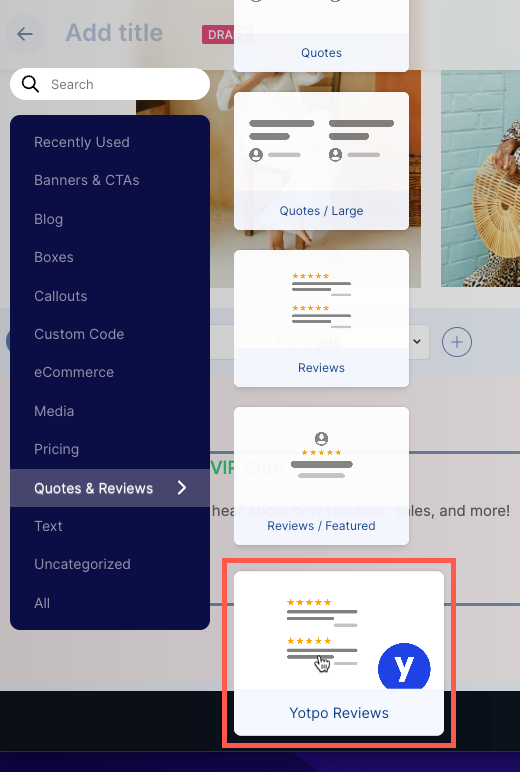 Add title
DRA
Search
Recently Used
Banners & CTAs
Blog
Boxes
Callouts
Custom Code
eCommerce
Media
Pricing
Quotes & Reviews
Text
Uncategorized
All
Quotes
Quotes / Large
yes
Reviews
VIP Club
hear about new releases, sales, and more!
Reviews / Featured
y
Yotpo Reviews